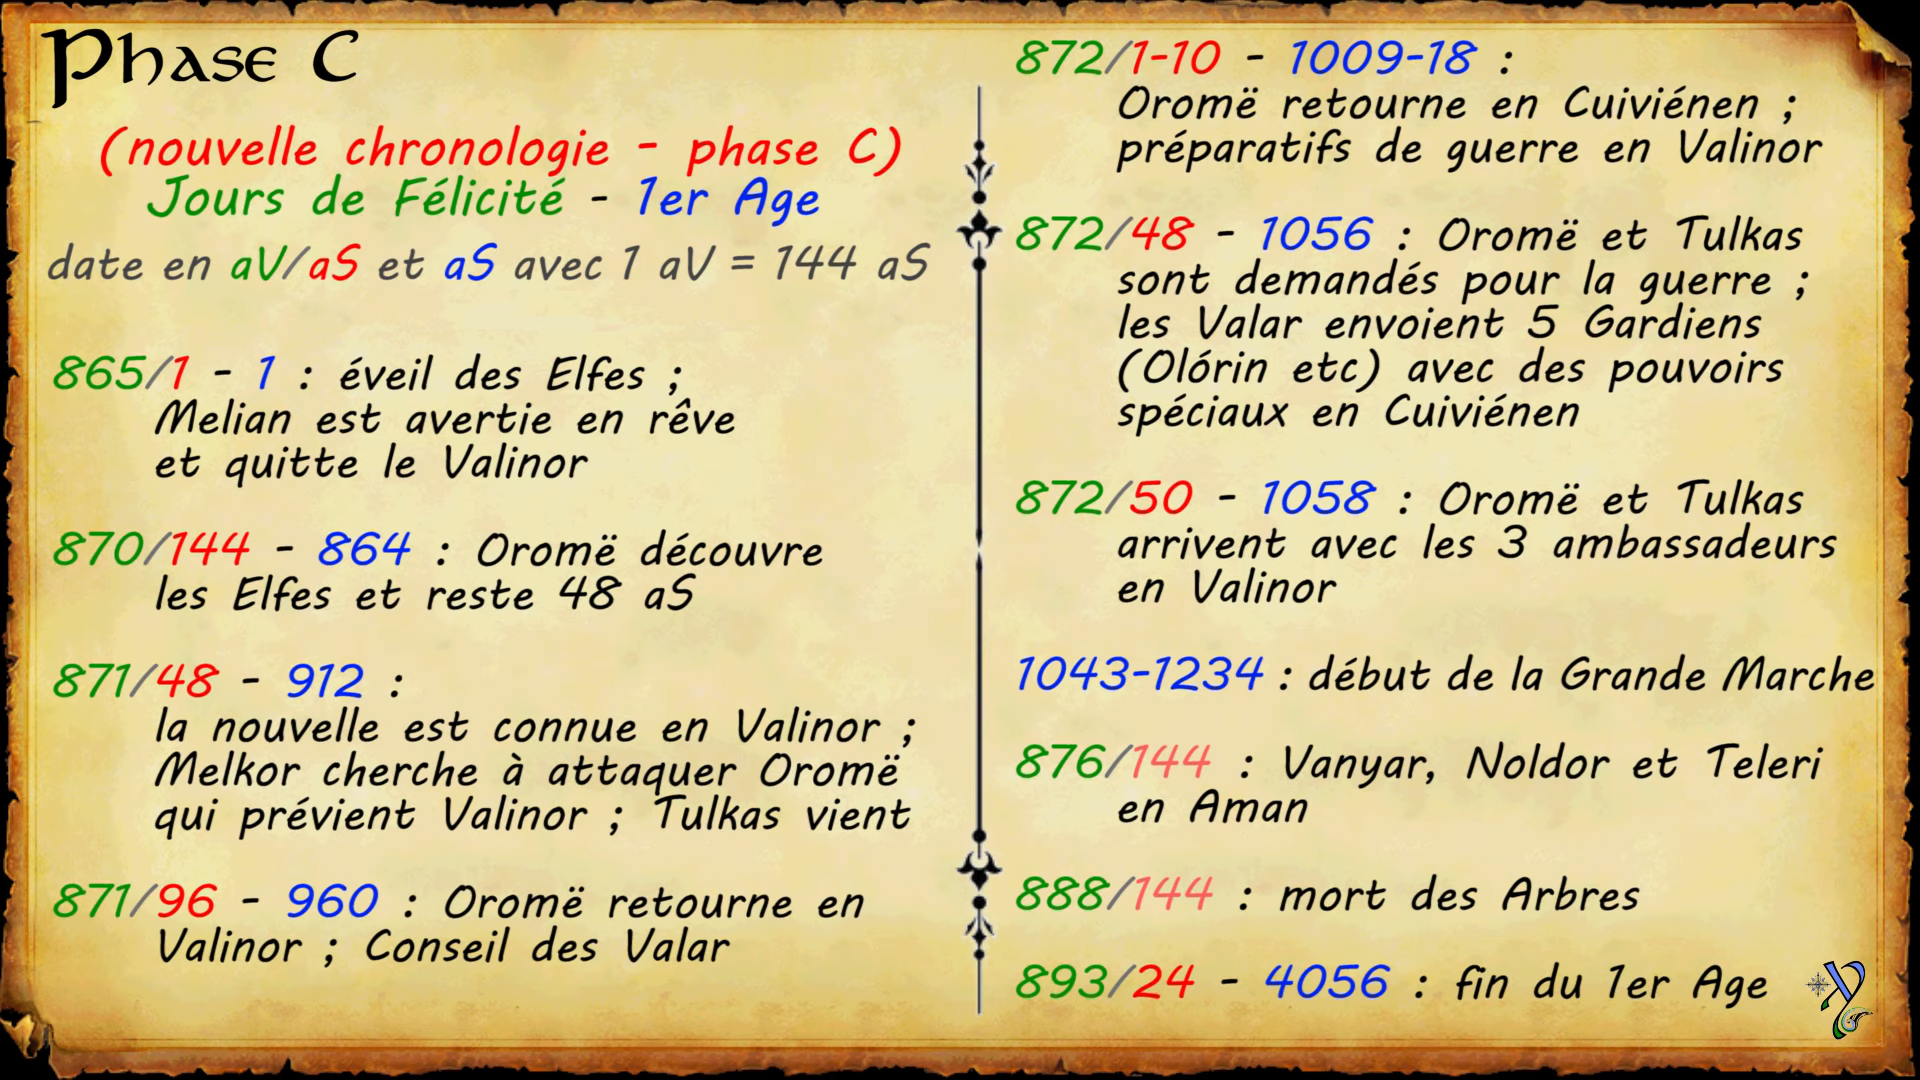 Phase C
(nouvelle chronologie - phase C)
Jours de Félicité - 1er Age
date en aV/aS et aS avec 1 aV = 144 aS
865/1 - 1 : éveil des Elfes ;
Melian est avertie en rêve
et quitte le Valinor
870/144 - 864 : Oromë découvre
les Elfes et reste 48 aS
871/48 - 912 :
la nouvelle est connue en Valinor ;
Melkor cherche à attaquer Oromë
qui prévient Valinor ; Tulkas vient
871/96 - 960 : Oromë retourne en
Valinor ; Conseil des Valar
872/1-10 - 1009-18 :
Oromë retourne en Cuiviénen ;
préparatifs de guerre en Valinor
872/48 - 1056 : Oromë et Tulkas
sont demandés pour la guerre ;
les Valar envoient 5 Gardiens
(Olórin etc) avec des pouvoirs
spéciaux en Cuiviénen
872/50 - 1058 : Oromë et Tulkas
arrivent avec les 3 ambassadeurs
en Valinor
1043-1234 : début de la Grande Marche
876/144 : Vanyar, Noldor et Teleri
en Aman
888/144 : mort des Arbres
893/24 - 4056 : fin du 1er Age